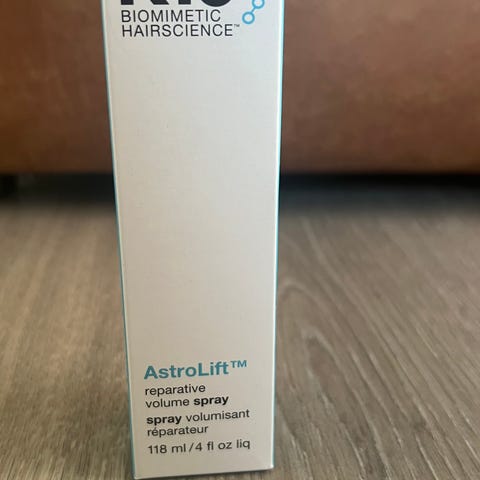 BIOMIMETIC
HAIRSCIENCE™
AstroLift™
reparative
volume spray
spray volumisant
réparateur
118 ml/4 fl oz liq